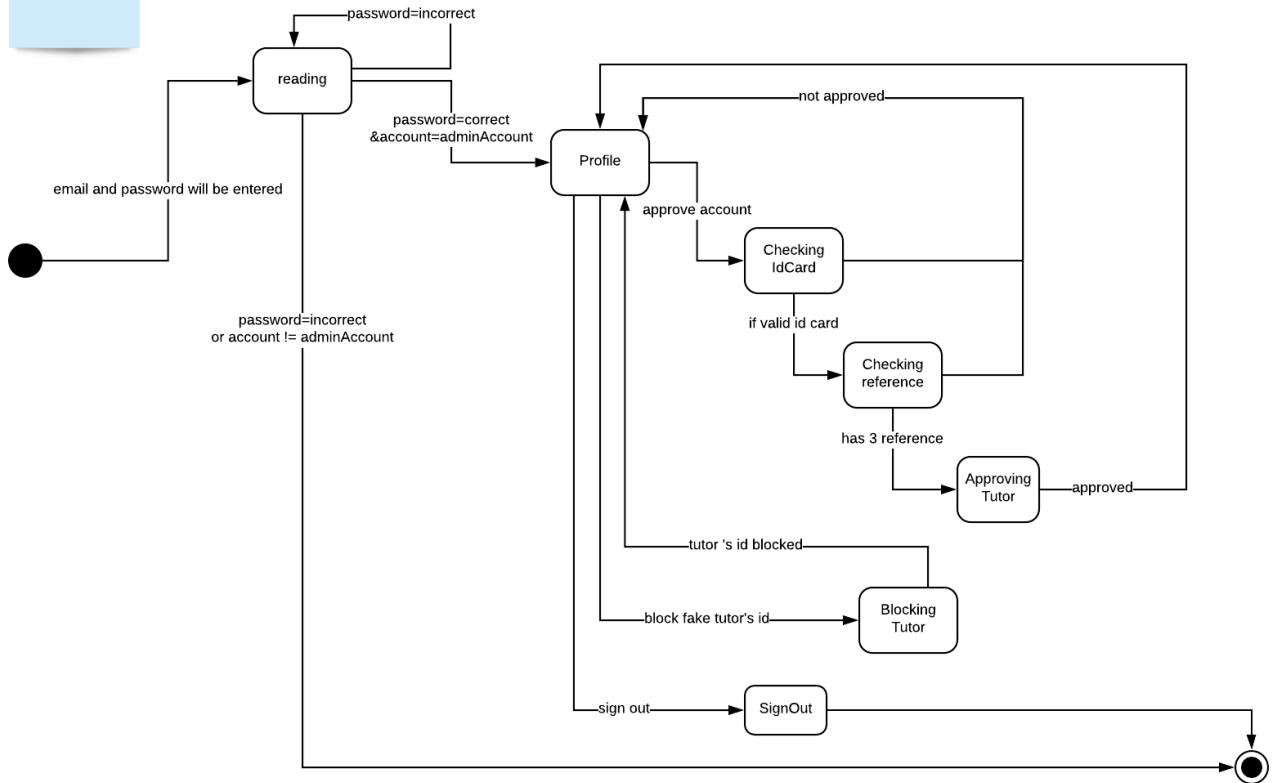 password=incorrect
reading
not approved
password=correct
&account=adminAccount
Profile
email and password will be entered
approve account
Checking
IdCard
password=incorrect
or account != adminAccount
if valid id card
Checking
reference
has 3 reference
Approving
Tutor
approved
tutor 's id blocked
block fake tutor's id
Blocking
Tutor
sign out
SignOut